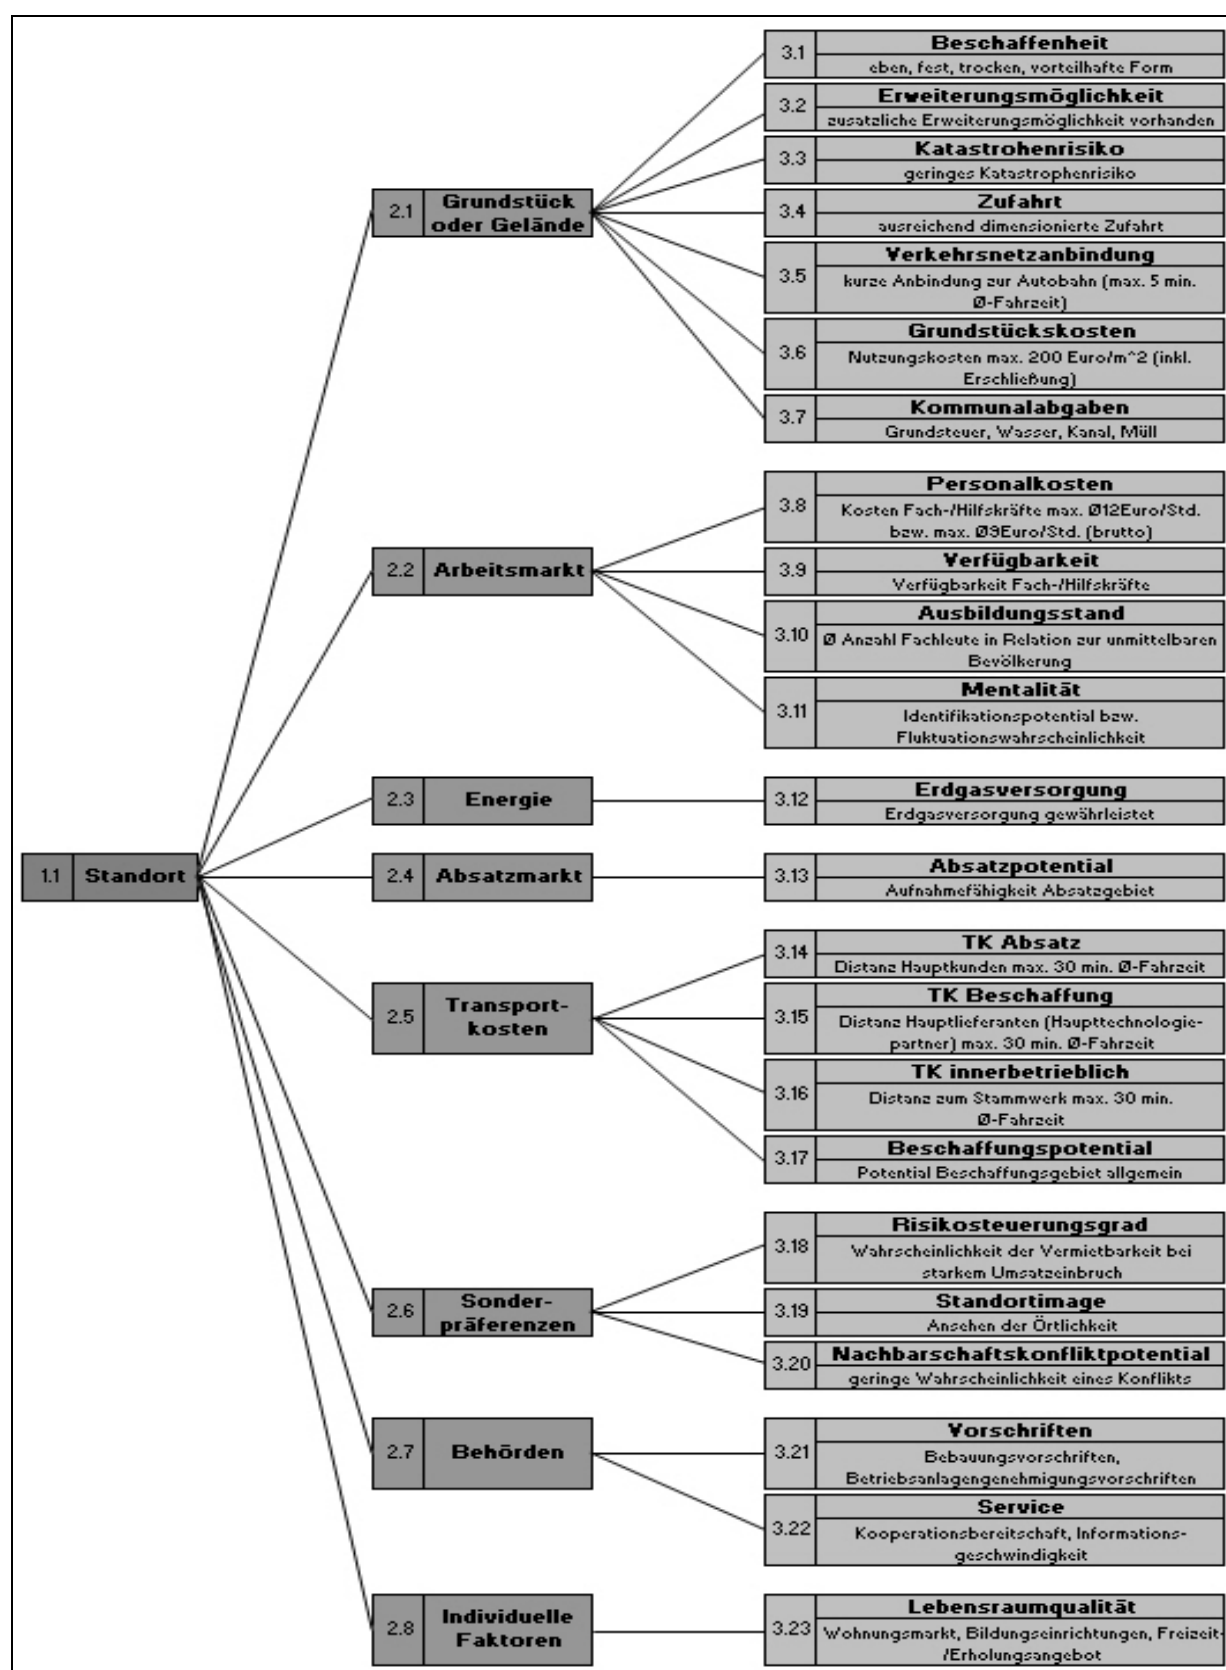 3.1
Beschaffenheit
eben, fest, trocken, vorteilhafte Form
3.2
Erweiterungsmöglichkeit
zusätzliche Erweiterungsmöglichkeit vorhanden
3.3
Katastrohenrisiko
geringes Katastrophenrisiko
2.1
Grundstück
oder Gelände
3.4
Zufahrt
ausreichend dimensionierte Zufahrt
3.5
Verkehrsnetzanbindung
kurze Anbindung zur Autobahn (max. 5 min.
Ø-Fahrzeit)
3.6
Grundstückskosten
Nutzungskosten max. 200 Euro/m^2 (inkl.
Erschließung)
3.7
Kommunalabgaben
Grundsteuer, Wasser, Kanal, Müll
3.8
Personalkosten
Kosten Fach-/Hilfskräfte max. Ø12Euro/Std.
bzw. max. Ø9Euro/Std. (brutto)
2.2
Arbeitsmarkt
3.9
Verfügbarkeit
Verfügbarkeit Fach-/Hilfskräfte
3.10
Ausbildungsstand
Ø Anzahl Fachleute in Relation zur unmittelbaren
Bevölkerung
3.11
Mentalität
Identifikationspotential bzw.
Fluktuationswahrscheinlichkeit
2.3
Energie
3.12
Erdgasversorgung
Erdgasversorgung gewährleistet
1.1
Standort
2.4
Absatzmarkt
3.13
Absatzpotential
Aufnahmefähigkeit Absatzgebiet
3.14
TK Absatz
Distanz Hauptkunden max. 30 min. Ø-Fahrzeit
2.5
Transport-
kosten
3.15
TK Beschaffung
Distanz Hauptlieferanten (Haupttechnologie-
partner) max. 30 min. Ø-Fahrzeit
3.16
TK innerbetrieblich
Distanz zum Stammwerk max. 30 min.
Ø-Fahrzeit
3.17
Beschaffungspotential
Potential Beschaffungsgebiet allgemein
3.18
Risikosteuerungsgrad
Wahrscheinlichkeit der Vermietbarkeit bei
starkem Umsatzeinbruch
2.6
Sonder-
präferenzen
3.19
Standortimage
Ansehen der Örtlichkeit
3.20
Nachbarschaftskonfliktpotential
geringe Wahrscheinlichkeit eines Konflikts
2.7
Behörden
3.21
Vorschriften
Bebauungsvorschriften,
Betriebsanlagengenehmigungsvorschriften
3.22
Service
Kooperationsbereitschaft, Informations-
geschwindigkeit
2.8
Individuelle
Faktoren
3.23
Lebensraumqualität
Wohnungsmarkt, Bildungseinrichtungen, Freizeit-
/Erholungsangebot